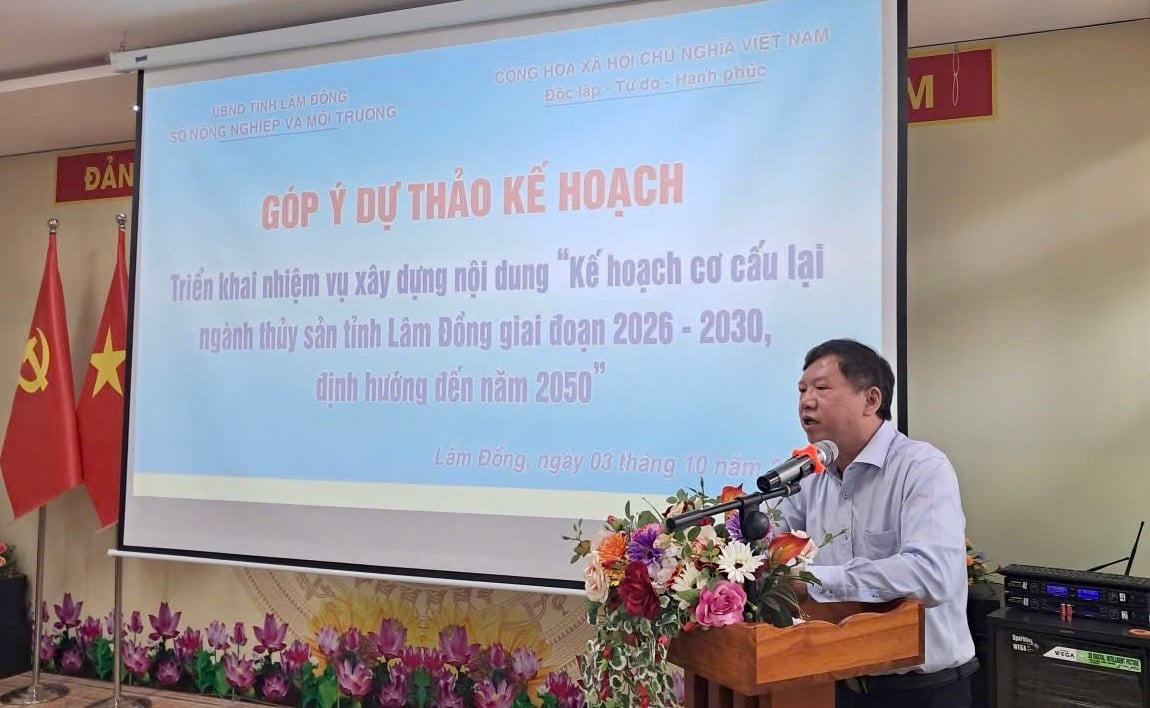 UBND TỈNH LÂM ĐỒNG
SỞ NÔNG NGHIỆP VÀ MÔI TRƯỜNG
CỘNG HÒA XÃ HỘI CHỦ NGHĨA VIỆT NAM
Độc lập - Tự do - Hạnh phúc
ĐẢN
M
GÓP Ý DỰ THẢO KẾ HOẠCH
Triển khai nhiệm vụ xây dựng nội dung “Kế hoạch cơ cấu lại
ngành thủy sản tỉnh Lâm Đồng giai đoạn 2026 - 2030,
định hướng đến năm 2050”
Lâm Đồng, ngày 03 tháng 10 năm 2
WEGA